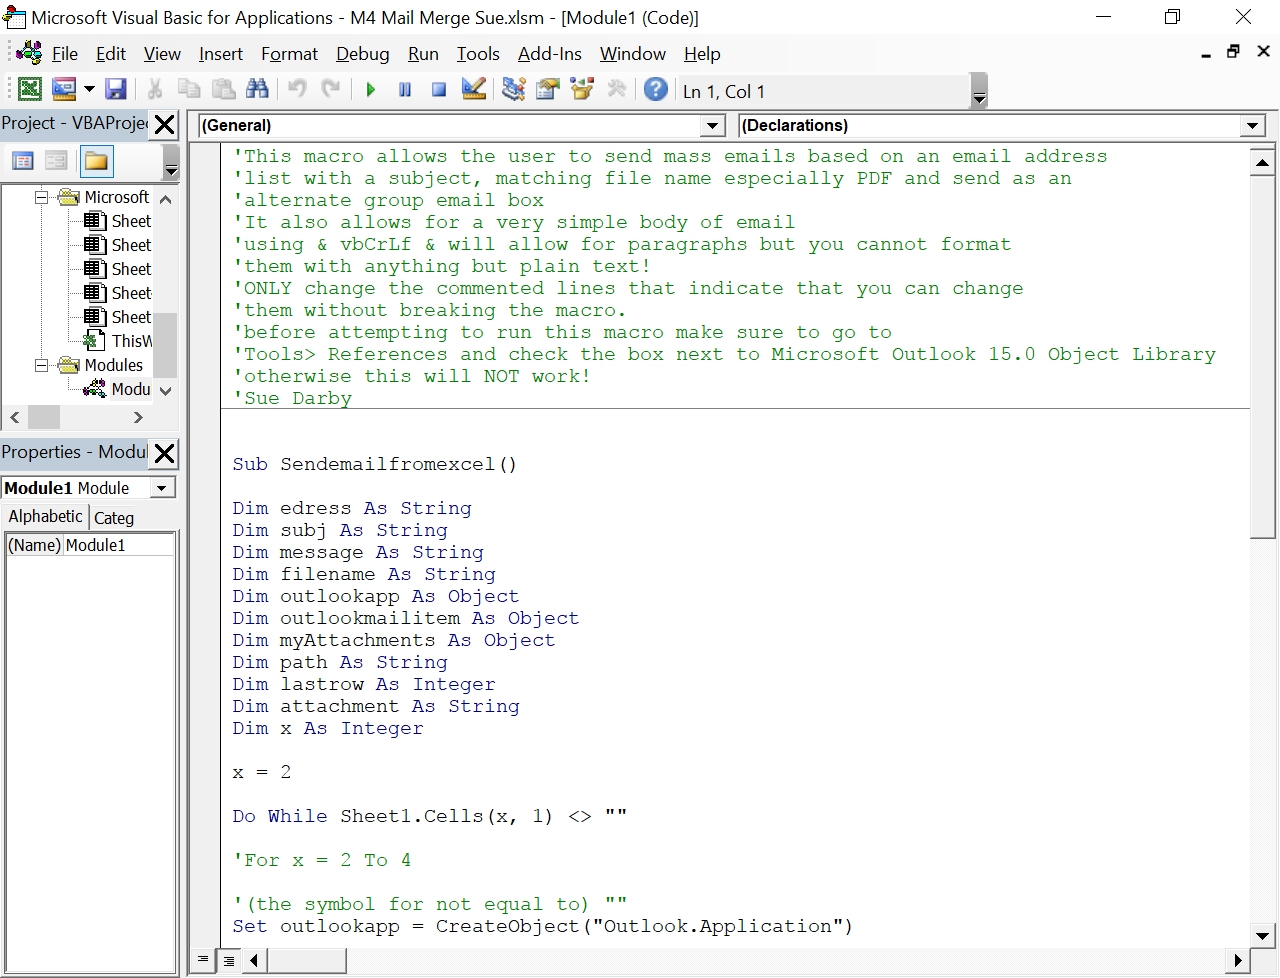 Microsoft Visual Basic for Applications - M4 Mail Merge Sue.xlsm - [Module1 (Code)]
File Edit View Insert Format Debug Run Tools Add-Ins Window Help
Ln 1, Col 1
Project - VBAProje
Microsoft
Sheet
Sheet
Sheet
Sheet
Sheet
ThisW
Modules
Modu
Properties - Modu
Module1 Module
Alphabetic Categ
(Name) Module1
(General) (Declarations)
'This macro allows the user to send mass emails based on an email address
'list with a subject, matching file name especially PDF and send as an
'alternate group email box
'It also allows for a very simple body of email
'using & vbCrLf & will allow for paragraphs but you cannot format
'them with anything but plain text!
'ONLY change the commented lines that indicate that you can change
'them without breaking the macro.
'before attempting to run this macro make sure to go to
'Tools> References and check the box next to Microsoft Outlook 15.0 Object Library
'otherwise this will NOT work!
'Sue Darby
Sub Sendemailfromexcel()
Dim edress As String
Dim subj As String
Dim message As String
Dim filename As String
Dim outlookapp As Object
Dim outlookmailitem As Object
Dim myAttachments As Object
Dim path As String
Dim lastrow As Integer
Dim attachment As String
Dim x As Integer
x = 2
Do While Sheet1.Cells(x, 1) <> ""
'For x = 2 To 4
'(the symbol for not equal to) ""
Set outlookapp = CreateObject("Outlook.Application")